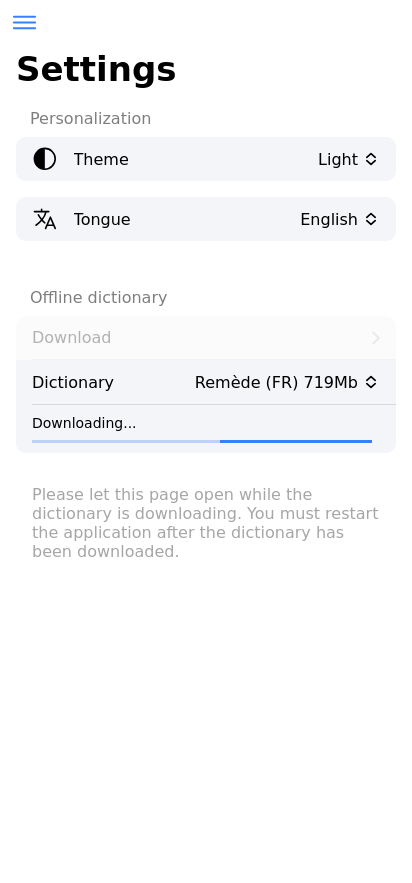 Settings
Personalization
Theme Light
Tongue English
Offline dictionary
Download
Dictionary Remède (FR) 719Mb
Downloading...
Please let this page open while the
dictionary is downloading. You must restart
the application after the dictionary has
been downloaded.